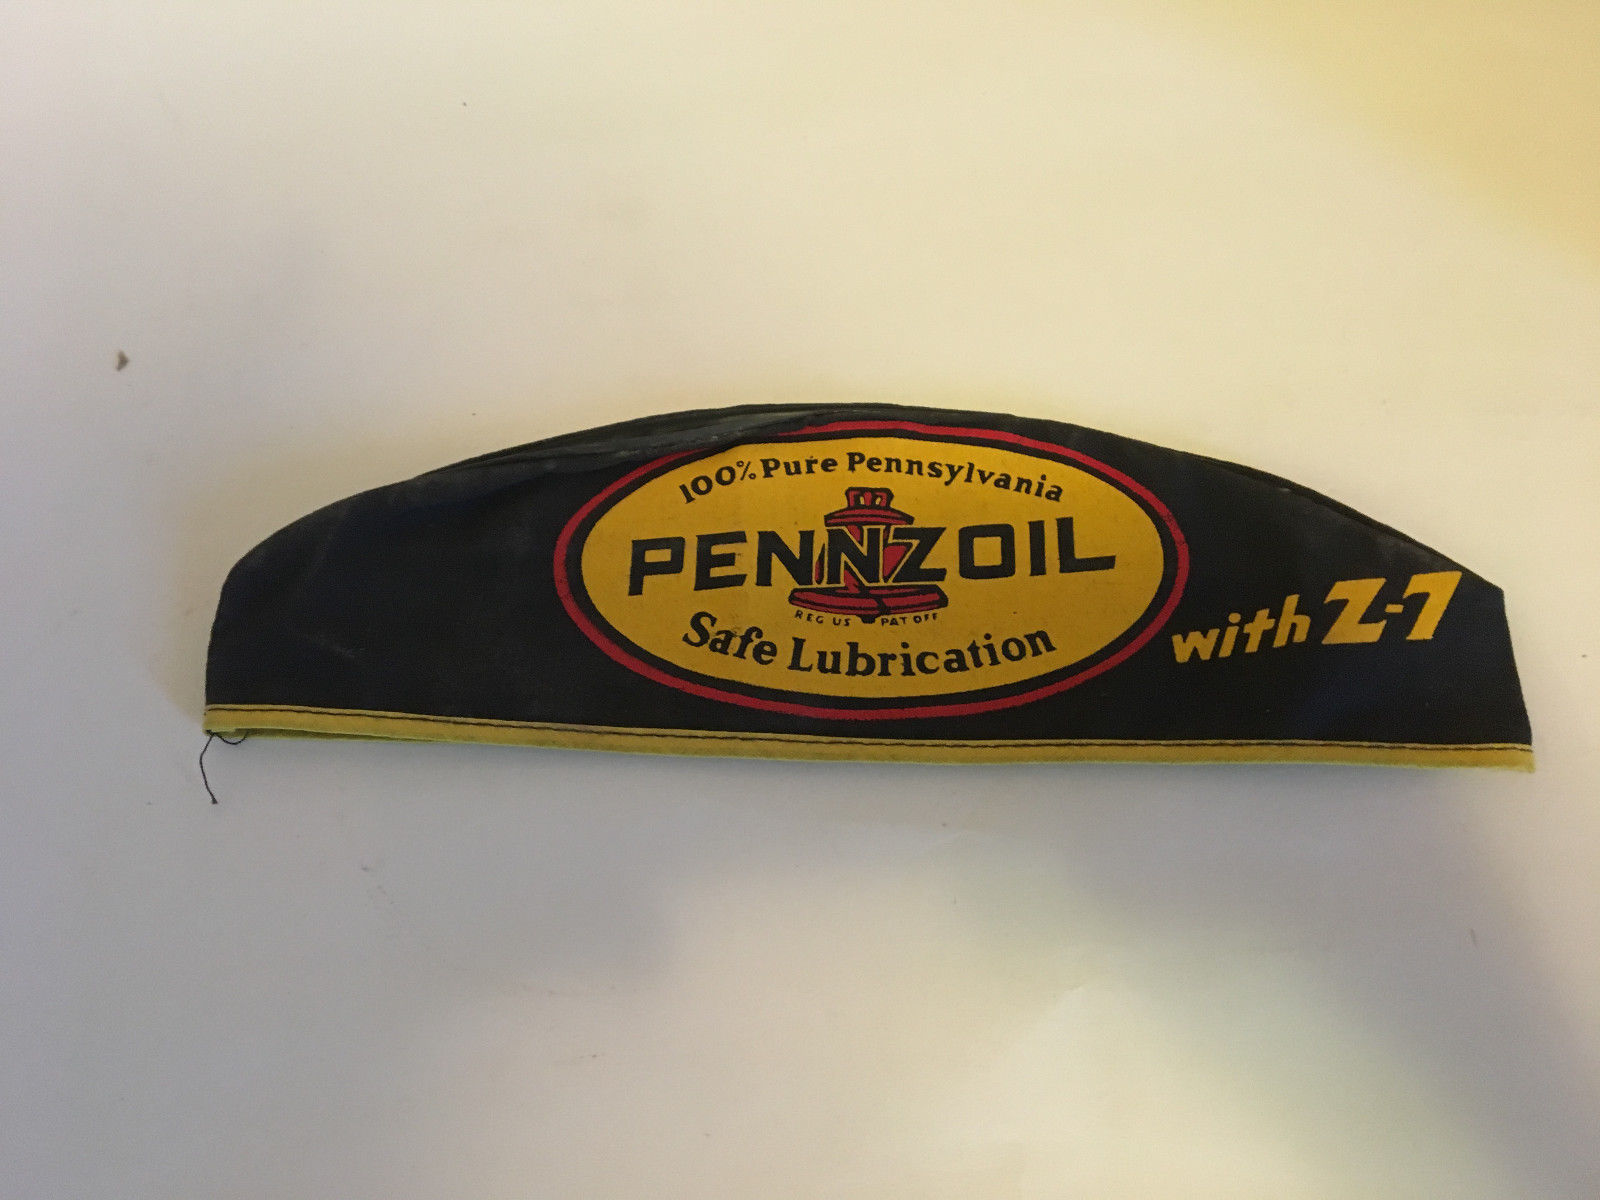 100% Pure Pennsylvania
PENNZOIL
REG US PAT OFF
Safe Lubrication
with Z-7